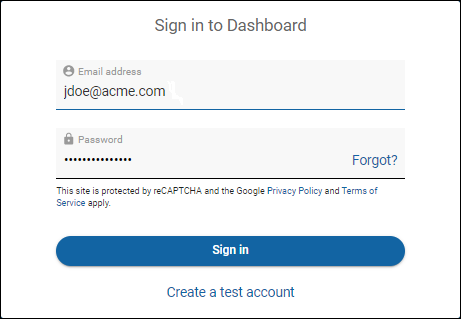 Sign in to Dashboard
Email address
jdoe@acme.com
Password
•••••••••••••••
Forgot?
This site is protected by reCAPTCHA and the Google Privacy Policy and Terms of
Service apply.
Sign in
Create a test account